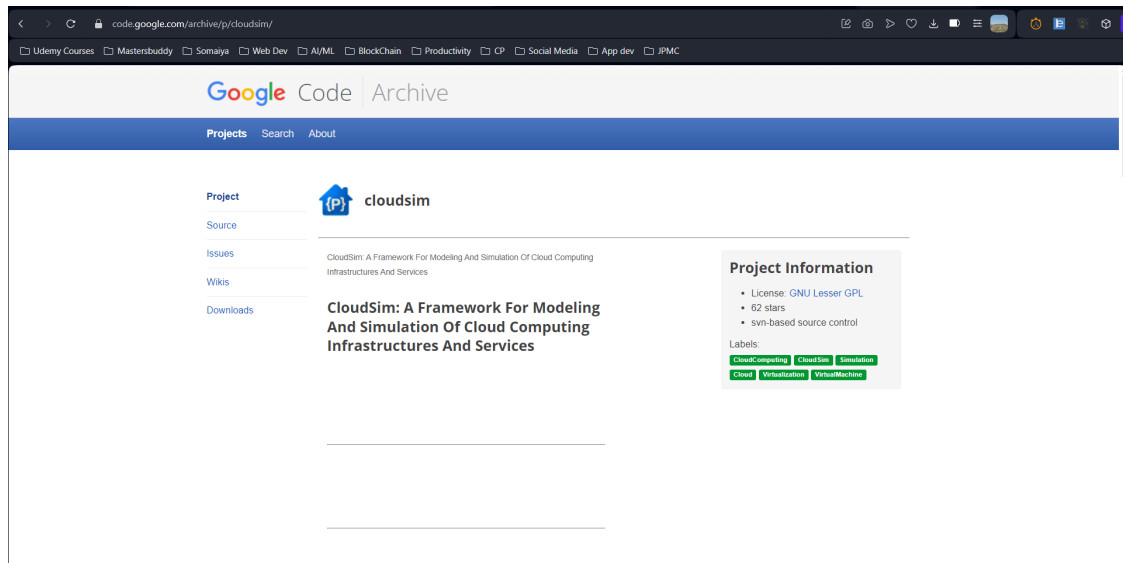 code.google.com/archive/p/cloudsim/
Udemy Courses Mastersbuddy Somaiya Web Dev AI/ML BlockChain Productivity CP Social Media App dev JPMC
Google Code Archive
Projects Search About
Project
Source
Issues
Wikis
Downloads
{P} cloudsim
CloudSim: A Framework For Modeling And Simulation Of Cloud Computing
Infrastructures And Services
CloudSim: A Framework For Modeling
And Simulation Of Cloud Computing
Infrastructures And Services
Project Information
• License: GNU Lesser GPL
• 62 stars
• svn-based source control
Labels:
CloudComputing CloudSim Simulation
Cloud Virtualization VirtualMachine